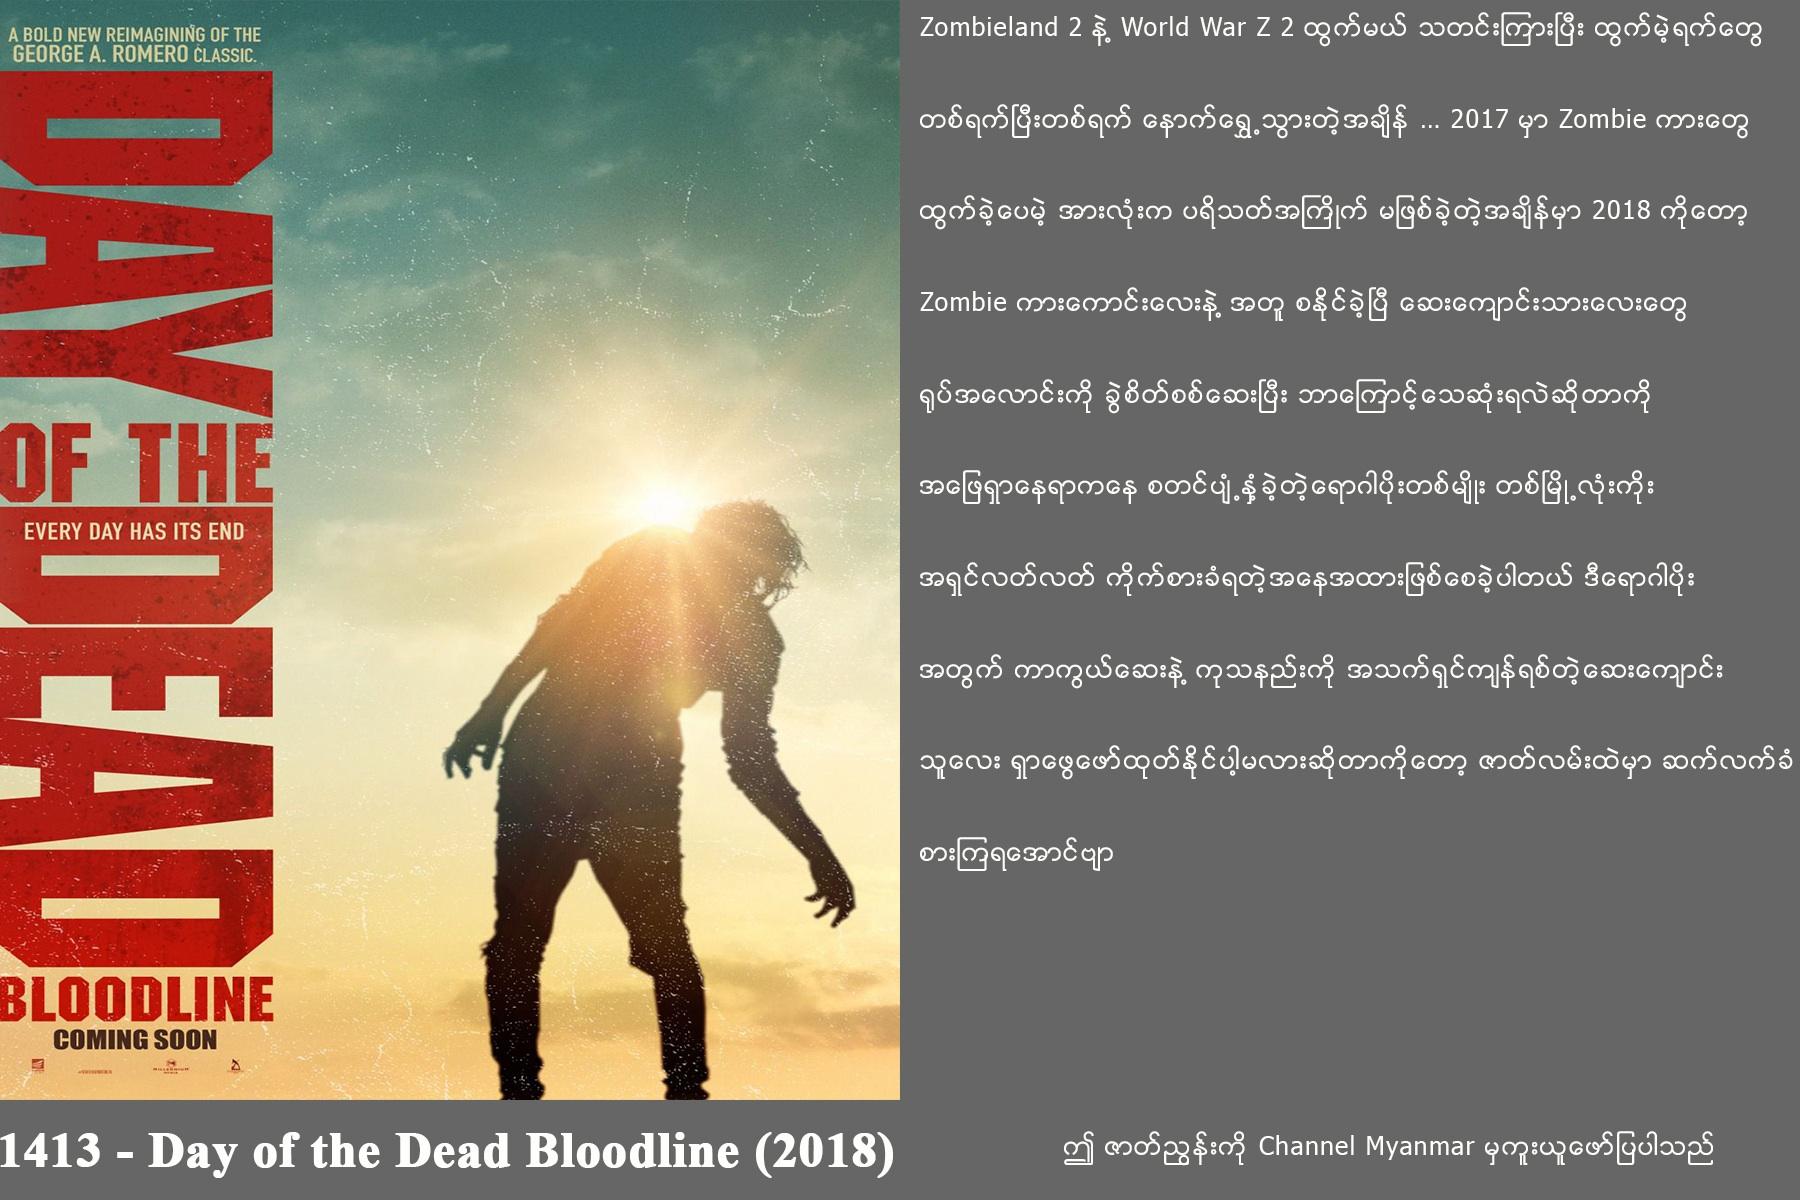 A BOLD NEW REIMAGINING OF THE
GEORGE A. ROMERO CLASSIC.
DAY
OF THE
DEAD
EVERY DAY HAS ITS END
BLOODLINE
COMING SOON
1413 - Day of the Dead Bloodline (2018)
Zombieland 2 နဲ့ World War Z 2 ထွက်မယ် သတင်းကြားပြီး ထွက်မဲ့ရက်တွေ
တစ်ရက်ပြီးတစ်ရက် နောက်ရွှေ့သွားတဲ့အချိန် ... 2017 မှာ Zombie ကားတွေ
ထွက်ခဲ့ပေမဲ့ အားလုံးက ပရိသတ်အကြိုက် မဖြစ်ခဲ့တဲ့အချိန်မှာ 2018 ကိုတော့
Zombie ကားကောင်းလေးနဲ့ အတူ စနိုင်ခဲ့ပြီ ဆေးကျောင်းသားလေးတွေ
ရုပ်အလောင်းကို ခွဲစိတ်စစ်ဆေးပြီး ဘာကြောင့်သေဆုံးရလဲဆိုတာကို
အဖြေရှာနေရာကနေ စတင်ပျံ့နှံ့ခဲ့တဲ့ရောဂါပိုးတစ်မျိုး တစ်မြို့လုံးကိုး
အရှင်လတ်လတ် ကိုက်စားခံရတဲ့အနေအထားဖြစ်စေခဲ့ပါတယ် ဒီရောဂါပိုး
အတွက် ကာကွယ်ဆေးနဲ့ ကုသနည်းကို အသက်ရှင်ကျန်ရစ်တဲ့ဆေးကျောင်း
သူလေး ရှာဖွေဖော်ထုတ်နိုင်ပါ့မလားဆိုတာကိုတော့ ဇာတ်လမ်းထဲမှာ ဆက်လက်ခံ
စားကြရအောင်ဗျာ
ဤ ဇာတ်ညွှန်းကို Channel Myanmar မှကူးယူဖော်ပြပါသည်